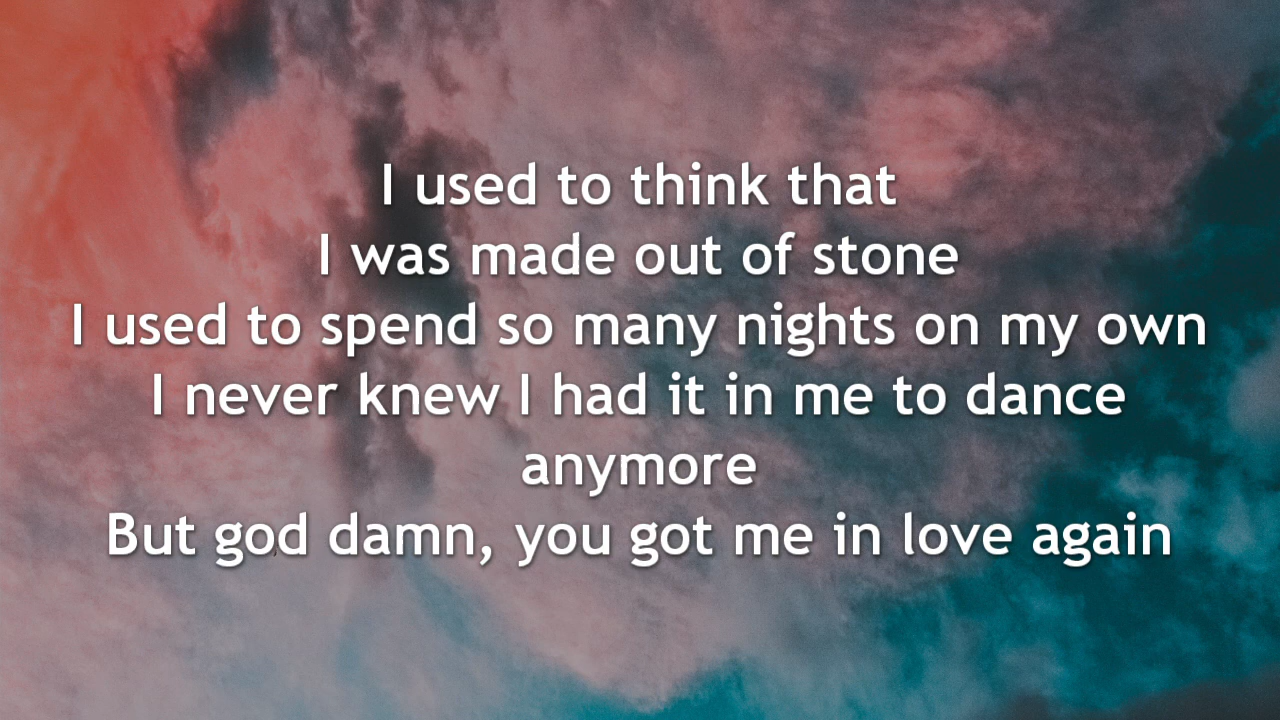 I used to think that
I was made out of stone
I used to spend so many nights on my own
I never knew I had it in me to dance
anymore
But god damn, you got me in love again